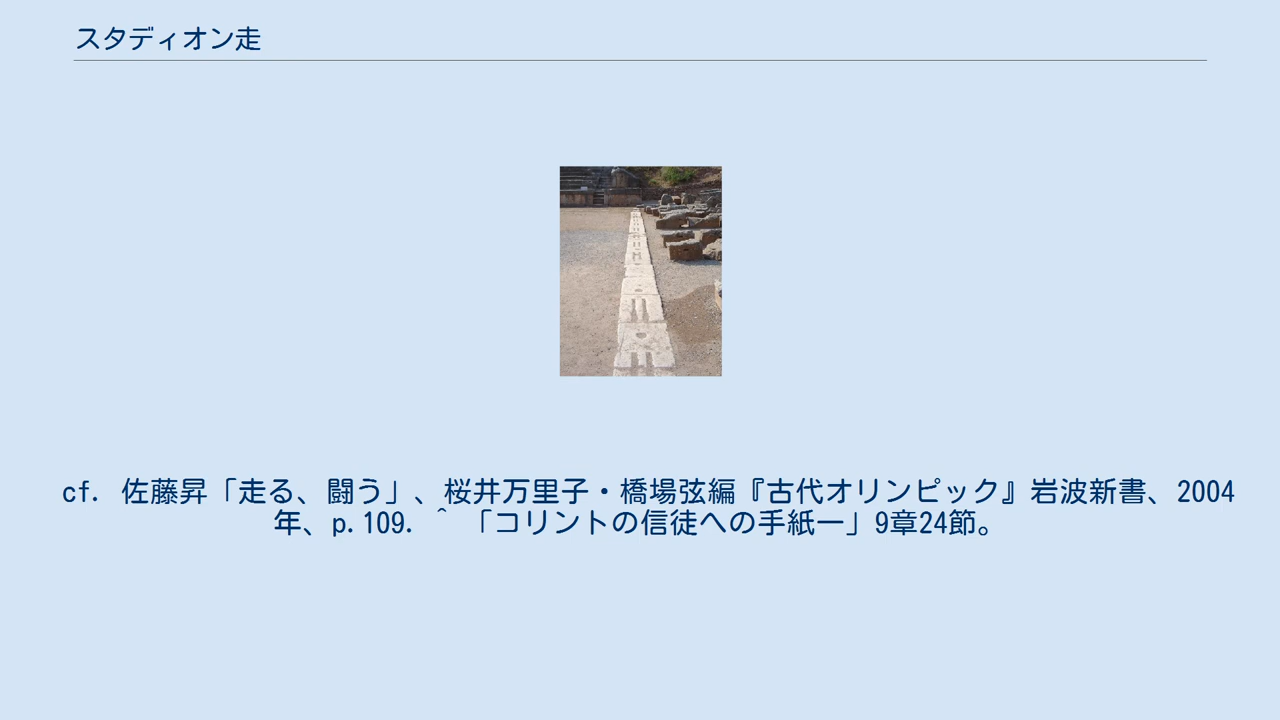 スタディオン走
cf. 佐藤昇「走る、闘う」、桜井万里子・橋場弦編『古代オリンピック』岩波新書、2004
年、p.109. ^ 「コリントの信徒への手紙一」9章24節。